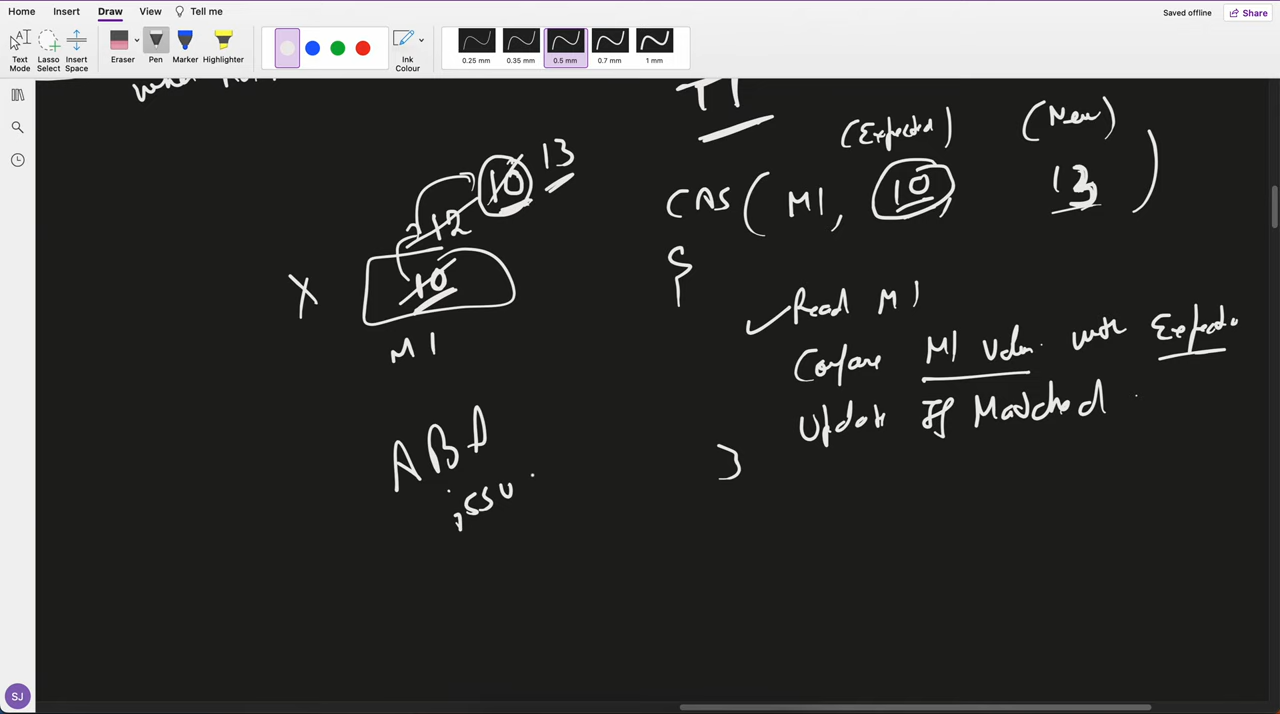 Home Insert Draw View Tell me
Saved offline Share
Text Mode Lasso Select Insert Space Eraser Pen Marker Highlighter Ink Colour 0.25 mm 0.35 mm 0.5 mm 0.7 mm 1 mm
(Expected) (New)
10 13
12
10
X
M1
CAS ( M1, 10 13 )
{
Read M1
Compare M1 Value with Expected
Update If Matched
}
ABA
issu
SJ